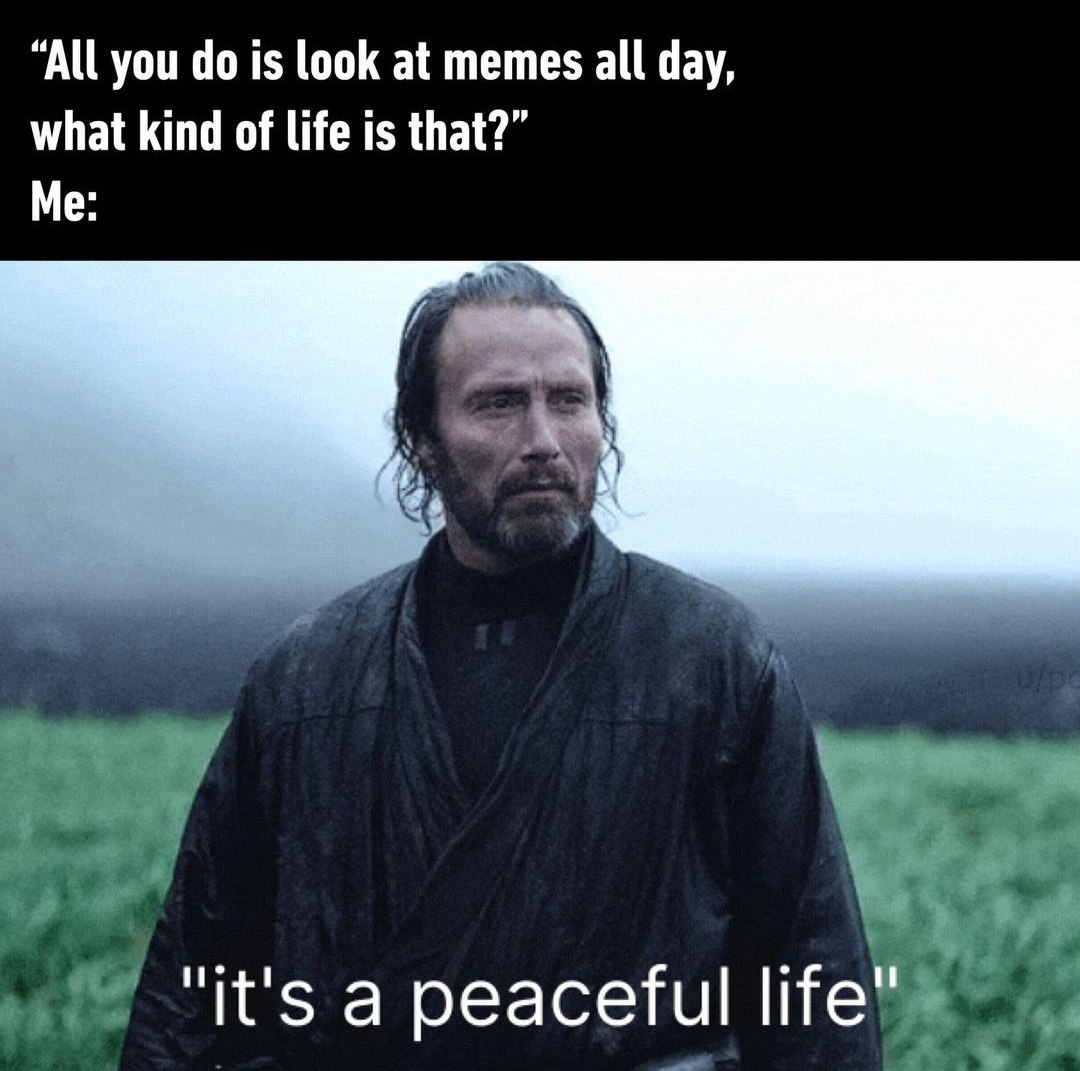 “All you do is look at memes all day,
what kind of life is that?”
Me:
u/po
"it's a peaceful life"